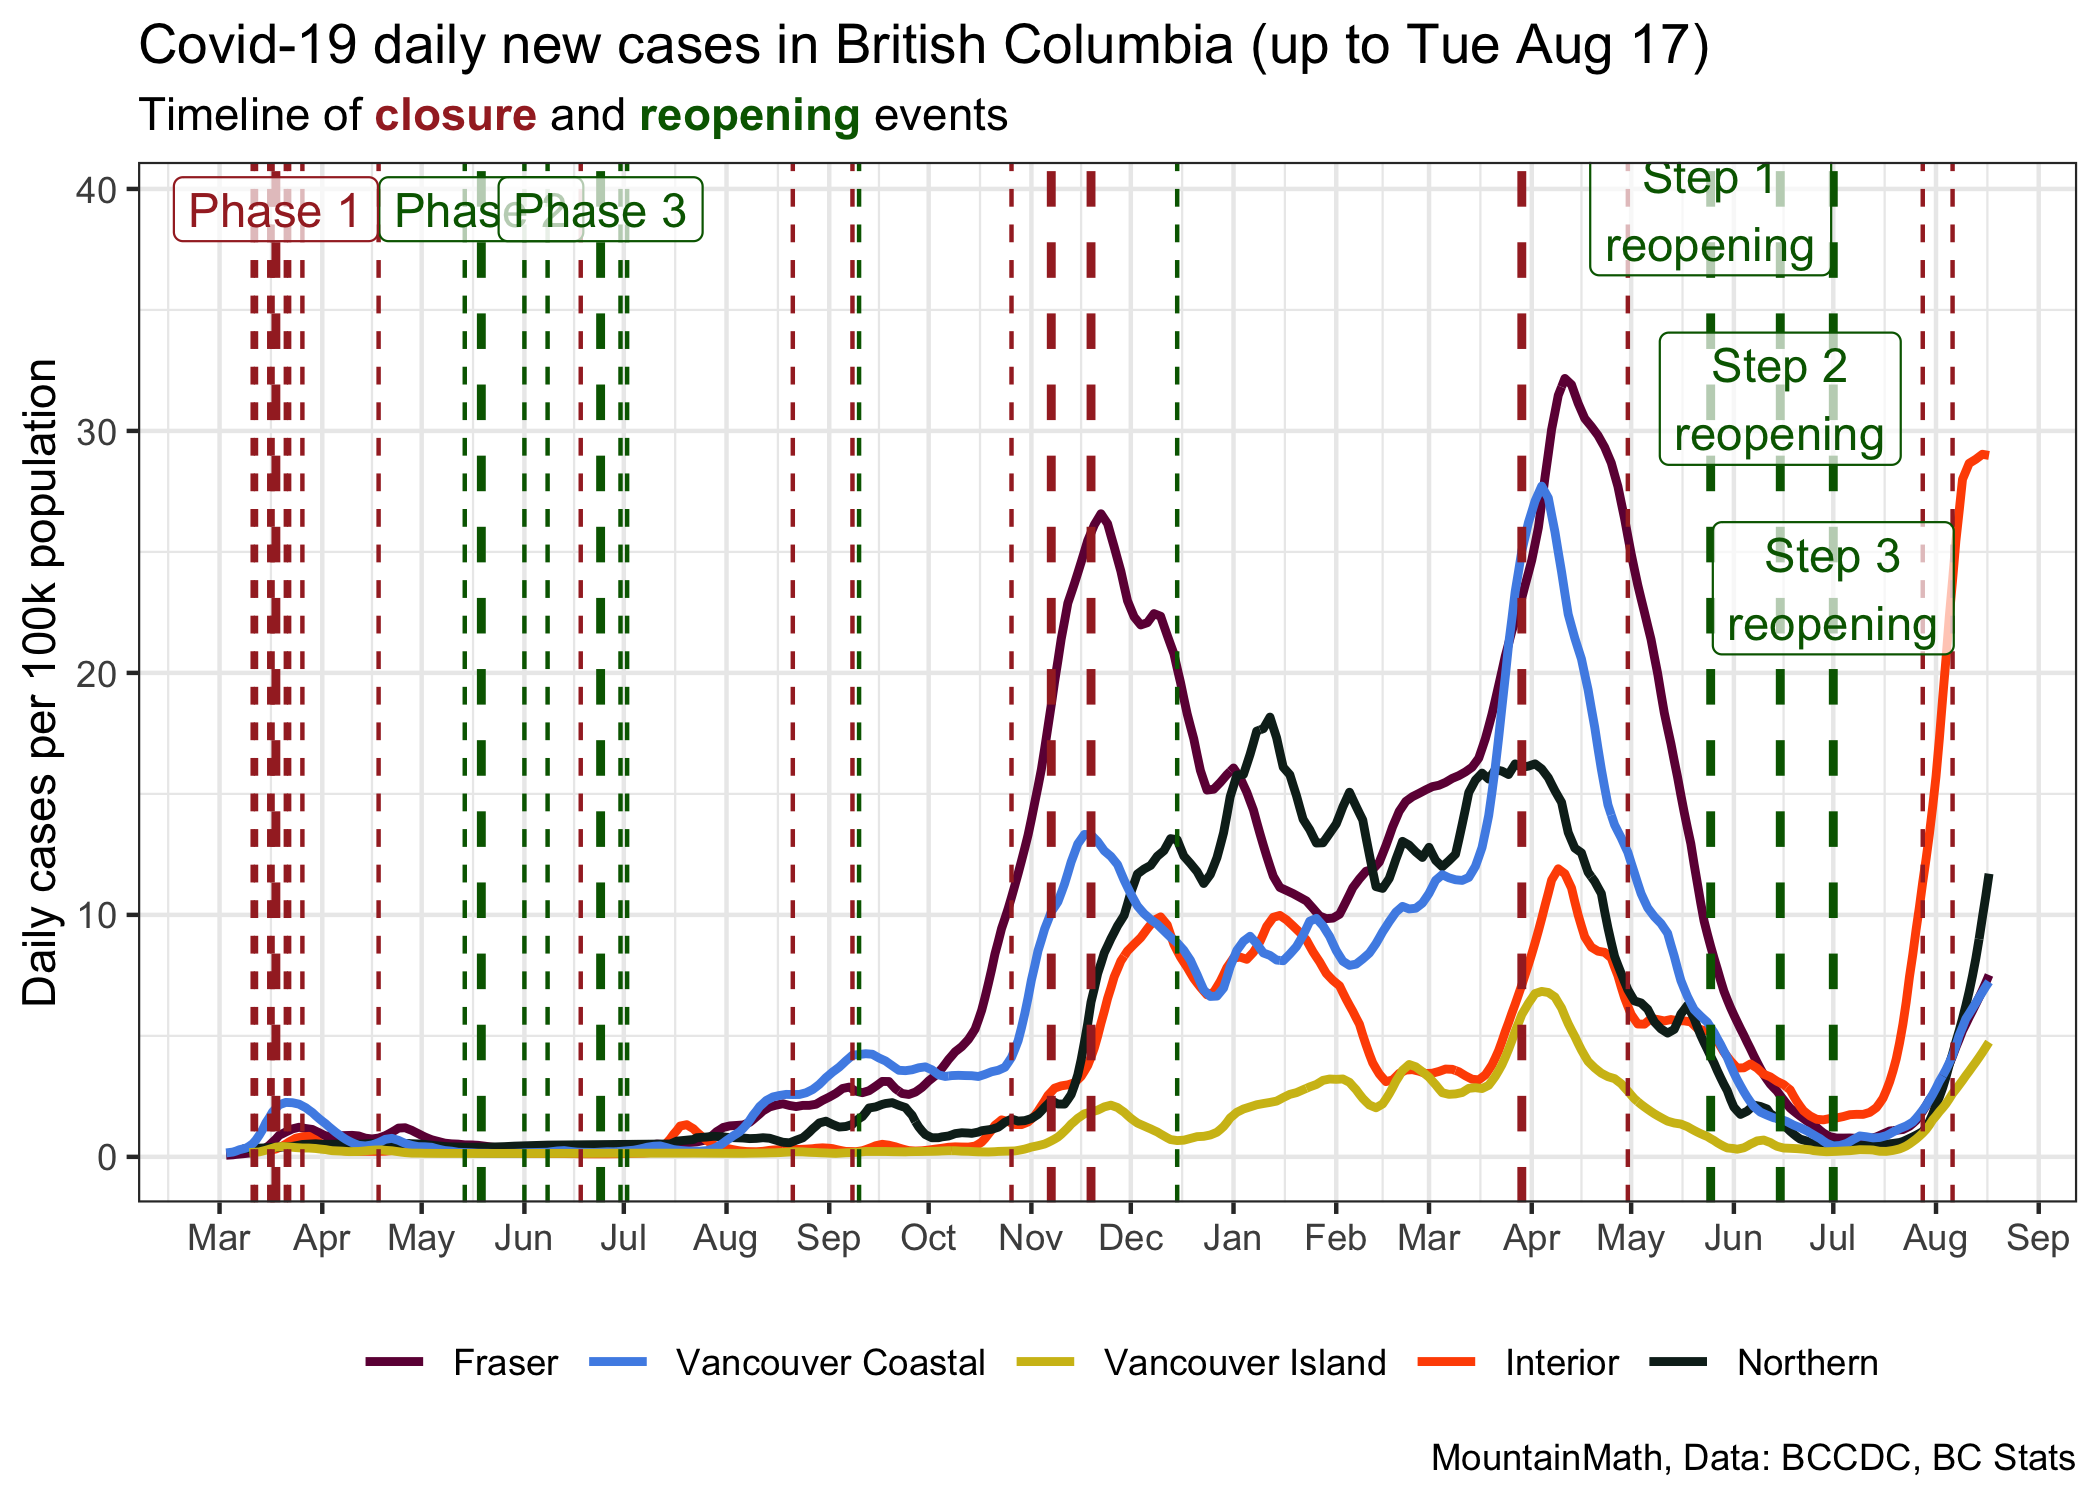 Covid-19 daily new cases in British Columbia (up to Tue Aug 17)
Timeline of closure and reopening events
Daily cases per 100k population
40
30
20
10
0
Phase 1
Phase 2
Phase 3
Step 1
reopening
Step 2
reopening
Step 3
reopening
Mar Apr May Jun Jul Aug Sep Oct Nov Dec Jan Feb Mar Apr May Jun Jul Aug Sep
Fraser Vancouver Coastal Vancouver Island Interior Northern
MountainMath, Data: BCCDC, BC Stats